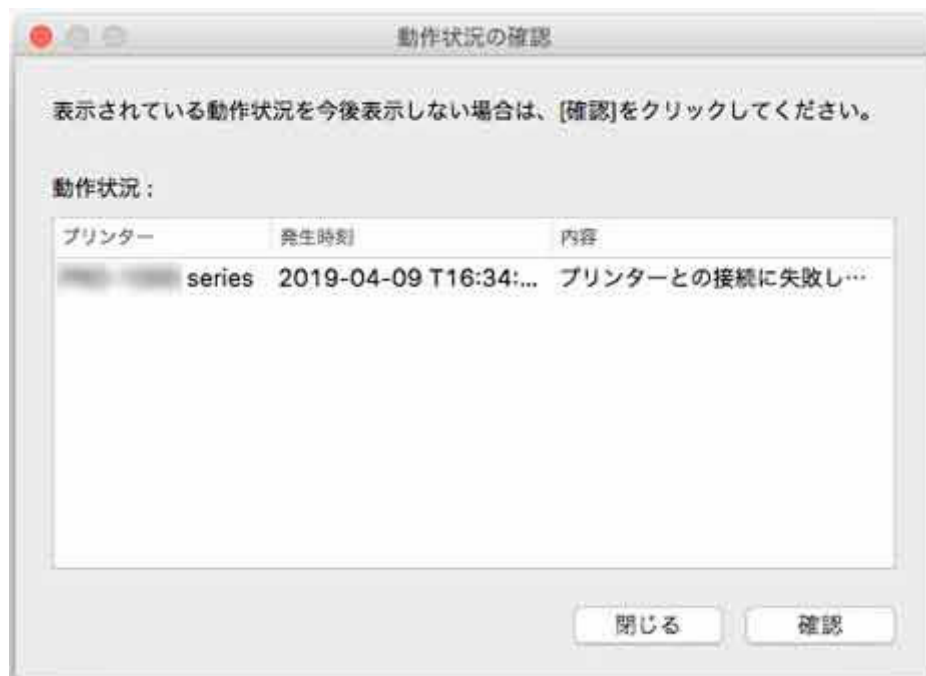 動作状況の確認
表示されている動作状況を今後表示しない場合は、[確認]をクリックしてください。
動作状況：
プリンター 発生時刻 内容
series 2019-04-09 T16:34:... プリンターとの接続に失敗し…
閉じる 確認